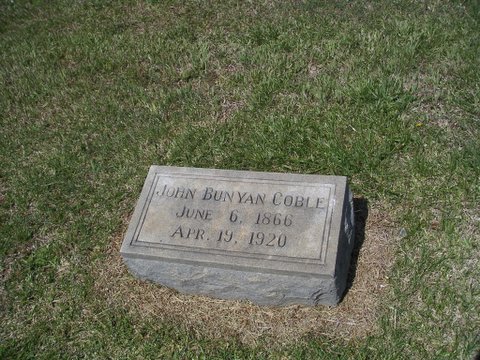 John Bunyan Coble
June 6, 1866
Apr. 19, 1920